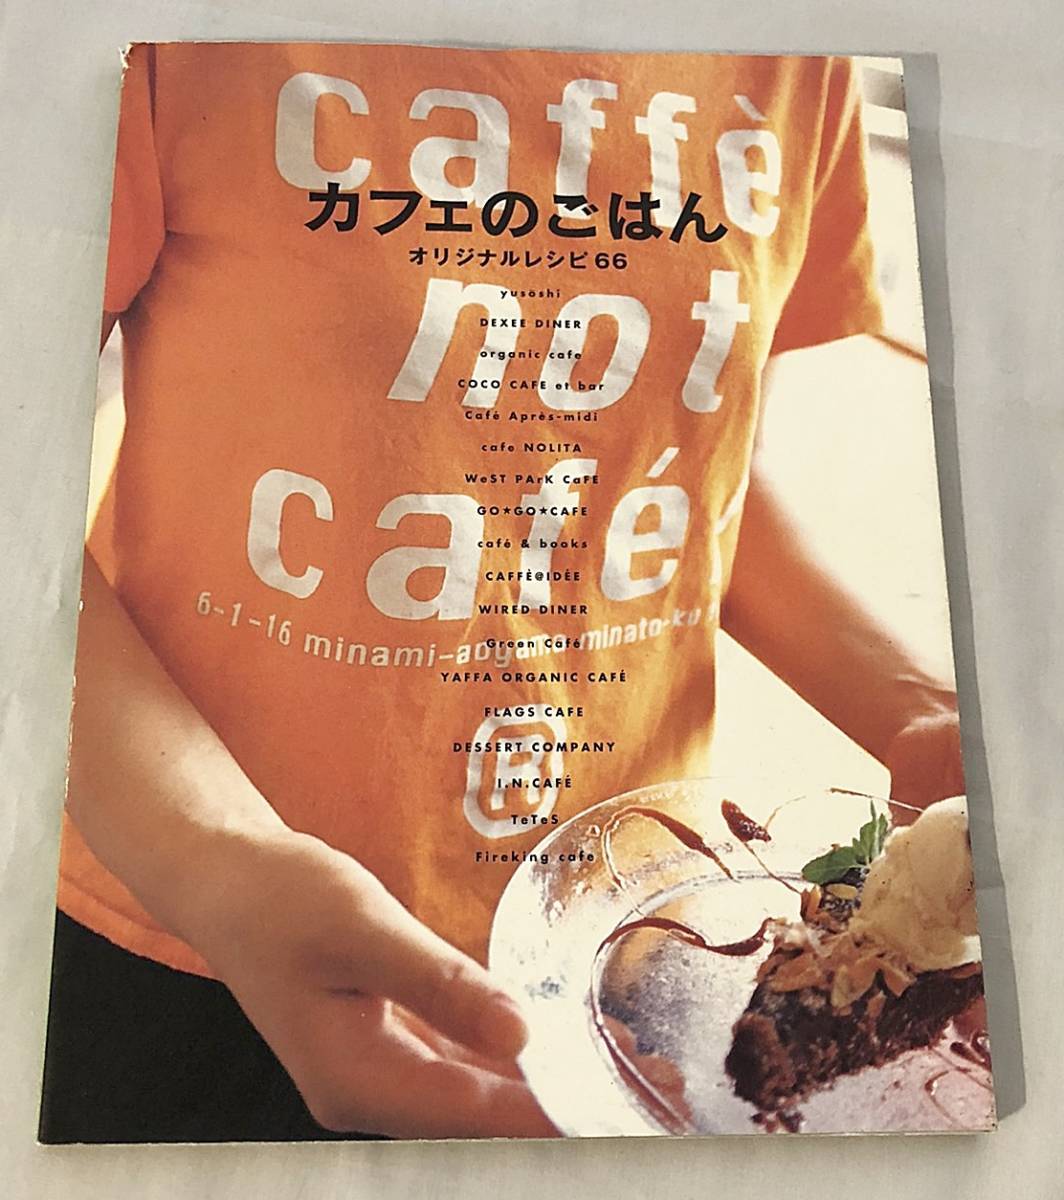 caffè
カフェのごはん
オリジナルレシピ66
not
yusōshi
DEXEE DINER
organic cafe
COCO CAFE et bar
Café Après-midi
cafe NOLITA
WeST PArK CaFE
café
GO★GO★CAFE
café & books
CAFFÈ@IDÉE
WIRED DINER
6-1-16 minami-aoyama minato-ku
Green Café
YAFFA ORGANIC CAFÉ
FLAGS CAFE
DESSERT COMPANY
R
I.N.CAFÉ
TeTeS
Fireking cafe